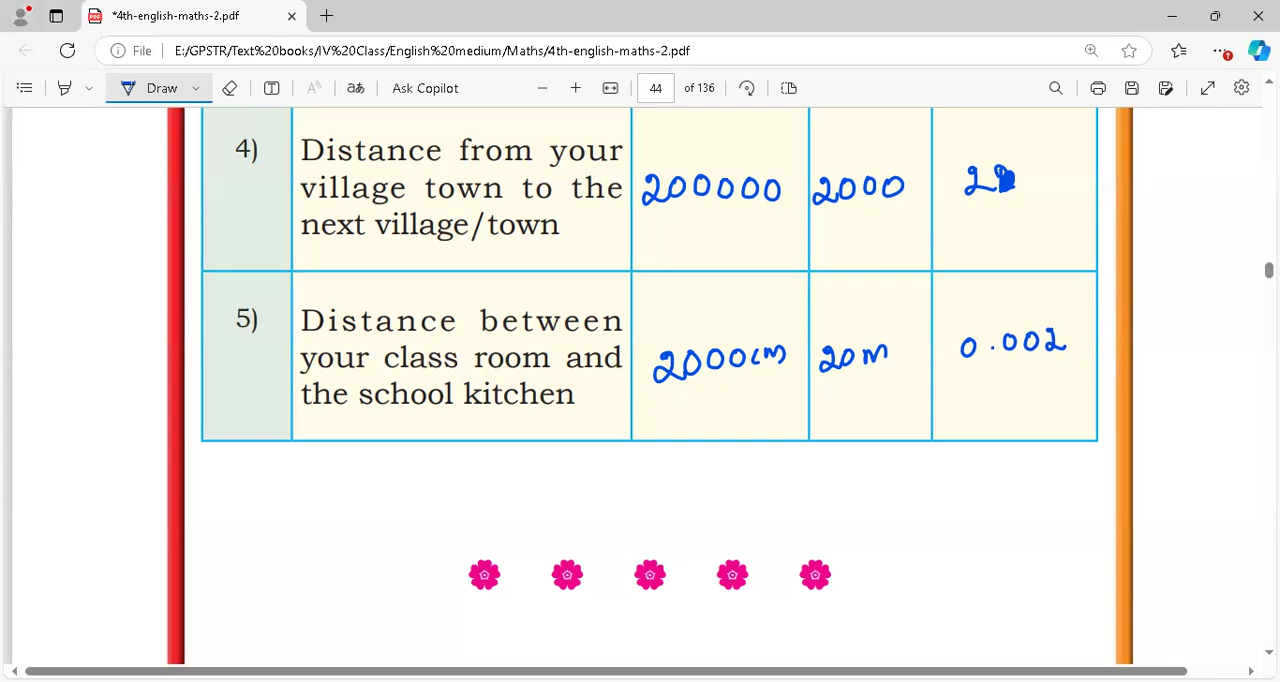 *4th-english-maths-2.pdf
File E:/GPSTR/Text%20books/IV%20Class/English%20medium/Maths/4th-english-maths-2.pdf
Draw Ask Copilot 44 of 136
4) Distance from your
village town to the
next village/town
200000 2000 2
5) Distance between
your class room and
the school kitchen
2000cm 20m 0.002